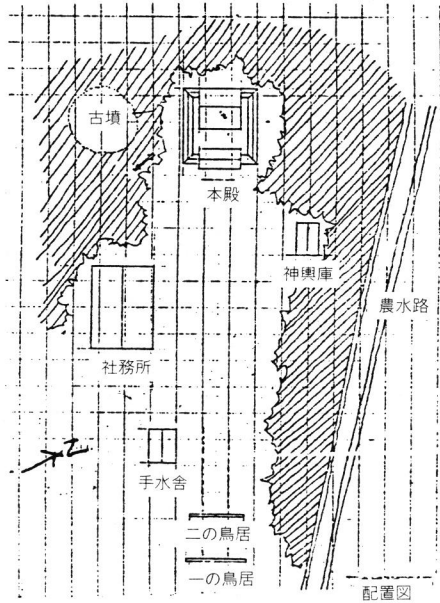 古墳
本殿
神輿庫
農水路
社務所
Z
手水舎
二の鳥居
一の鳥居
配置図